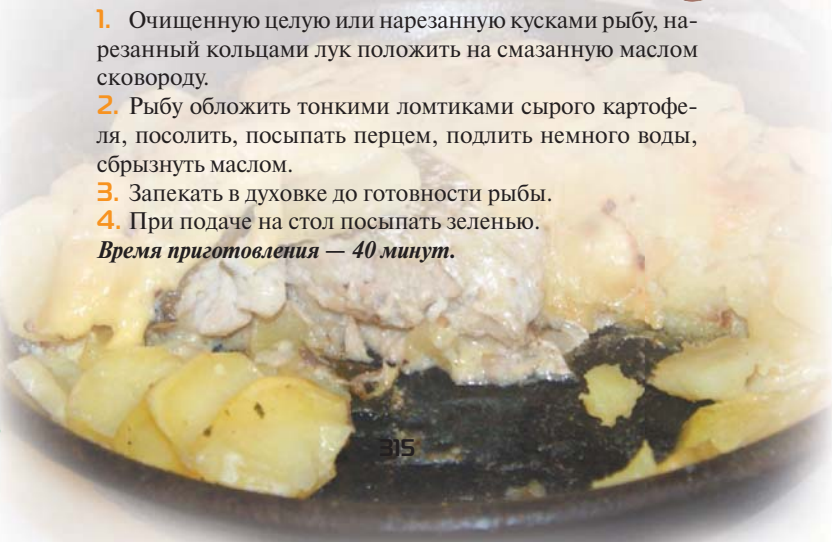 1. Очищенную целую или нарезанную кусками рыбу, на-
резанный кольцами лук положить на смазанную маслом
сковороду.
2. Рыбу обложить тонкими ломтиками сырого картофе-
ля, посолить, посыпать перцем, подлить немного воды,
сбрызнуть маслом.
3. Запекать в духовке до готовности рыбы.
4. При подаче на стол посыпать зеленью.
Время приготовления — 40 минут.
315